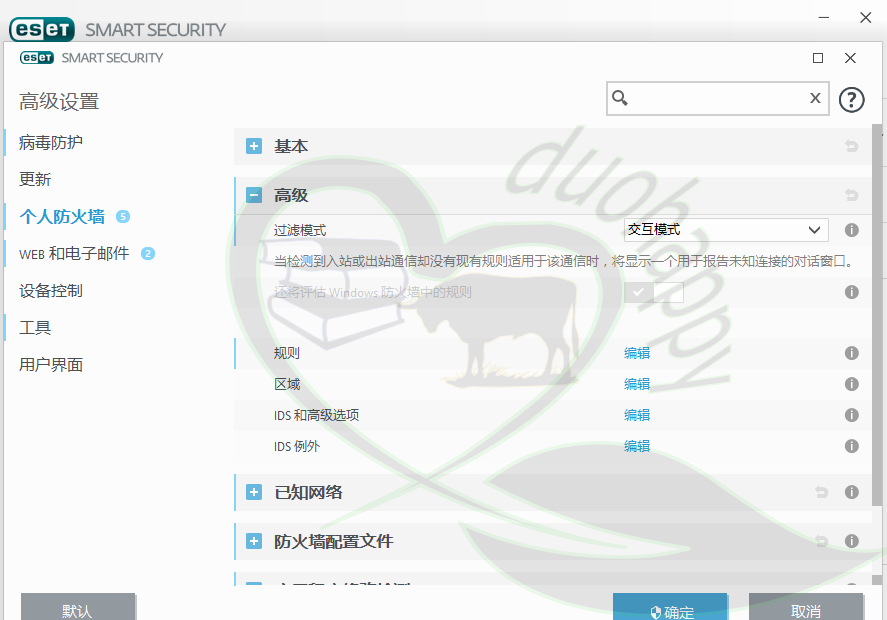 eseT SMART SECURITY
eseT SMART SECURITY
高级设置
X
?
病毒防护
更新
个人防火墙 5
WEB 和电子邮件 2
设备控制
工具
用户界面
基本
高级
过滤模式 交互模式
当检测到入站或出站通信却没有现有规则适用于该通信时，将显示一个用于报告未知连接的对话窗口。
还将评估 Windows 防火墙中的规则
规则 编辑
区域 编辑
IDS 和高级选项 编辑
IDS 例外 编辑
已知网络
防火墙配置文件
默认 确定 取消
duohappy